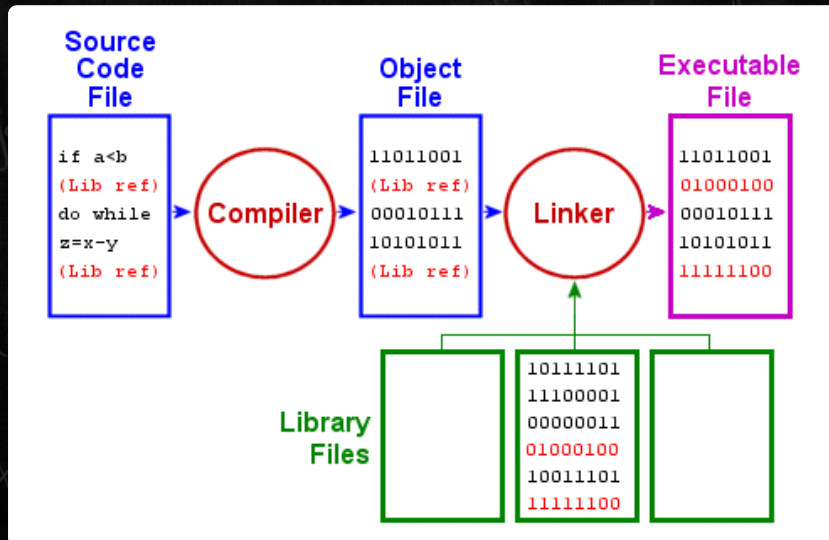 Source
Code
File
if a<b
(Lib ref)
do while
z=x-y
(Lib ref)
Compiler
Object
File
11011001
(Lib ref)
00010111
10101011
(Lib ref)
Linker
Executable
File
11011001
01000100
00010111
10101011
11111100
Library
Files
10111101
11100001
00000011
01000100
10011101
11111100